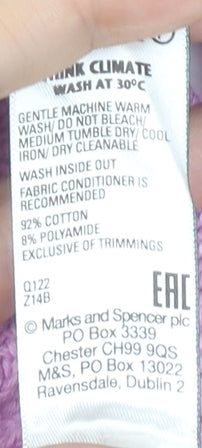 THINK CLIMATE
WASH AT 30°C
GENTLE MACHINE WARM
WASH/ DO NOT BLEACH/
MEDIUM TUMBLE DRY/ COOL
IRON/ DRY CLEANABLE
WASH INSIDE OUT
FABRIC CONDITIONER IS
RECOMMENDED
92% COTTON
8% POLYAMIDE
EXCLUSIVE OF TRIMMINGS
Q122
Z14B
EAC
© Marks and Spencer plc
PO Box 3339
Chester CH99 9QS
M&S, PO Box 13022
Ravensdale, Dublin 2